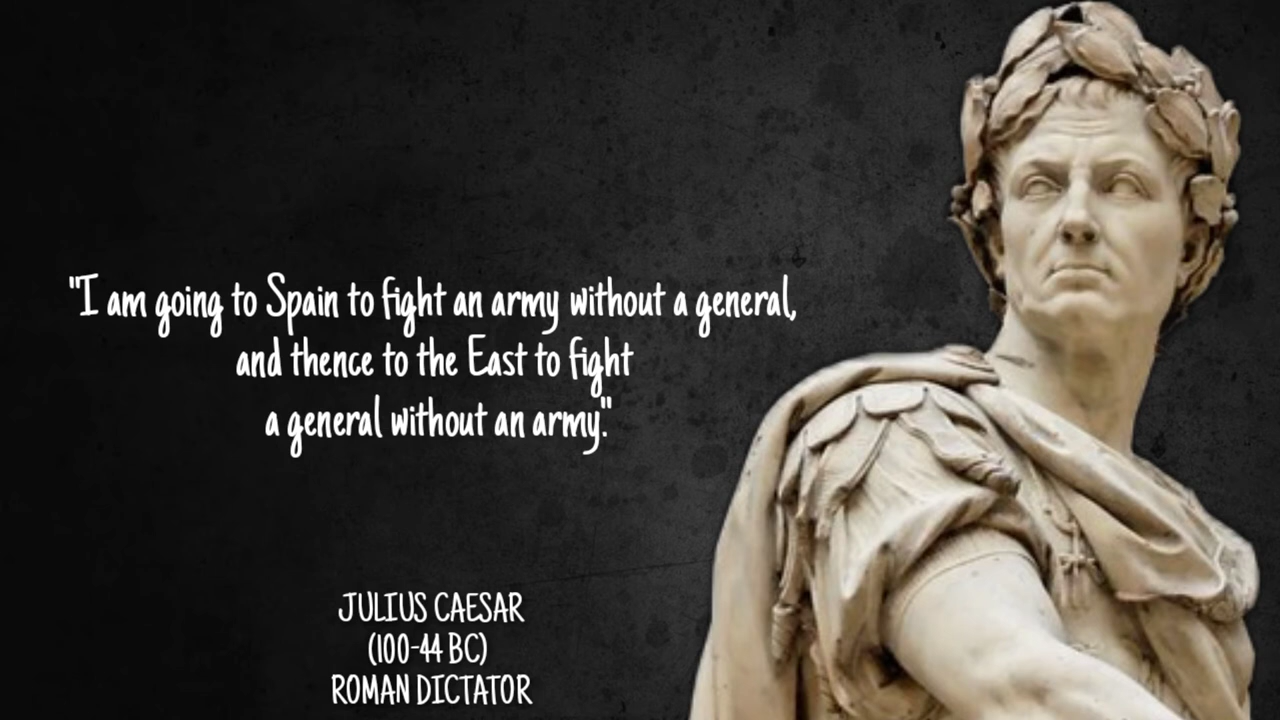 "I am going to Spain to fight an army without a general,
and thence to the East to fight
a general without an army."
JULIUS CAESAR
(100-44 BC)
ROMAN DICTATOR